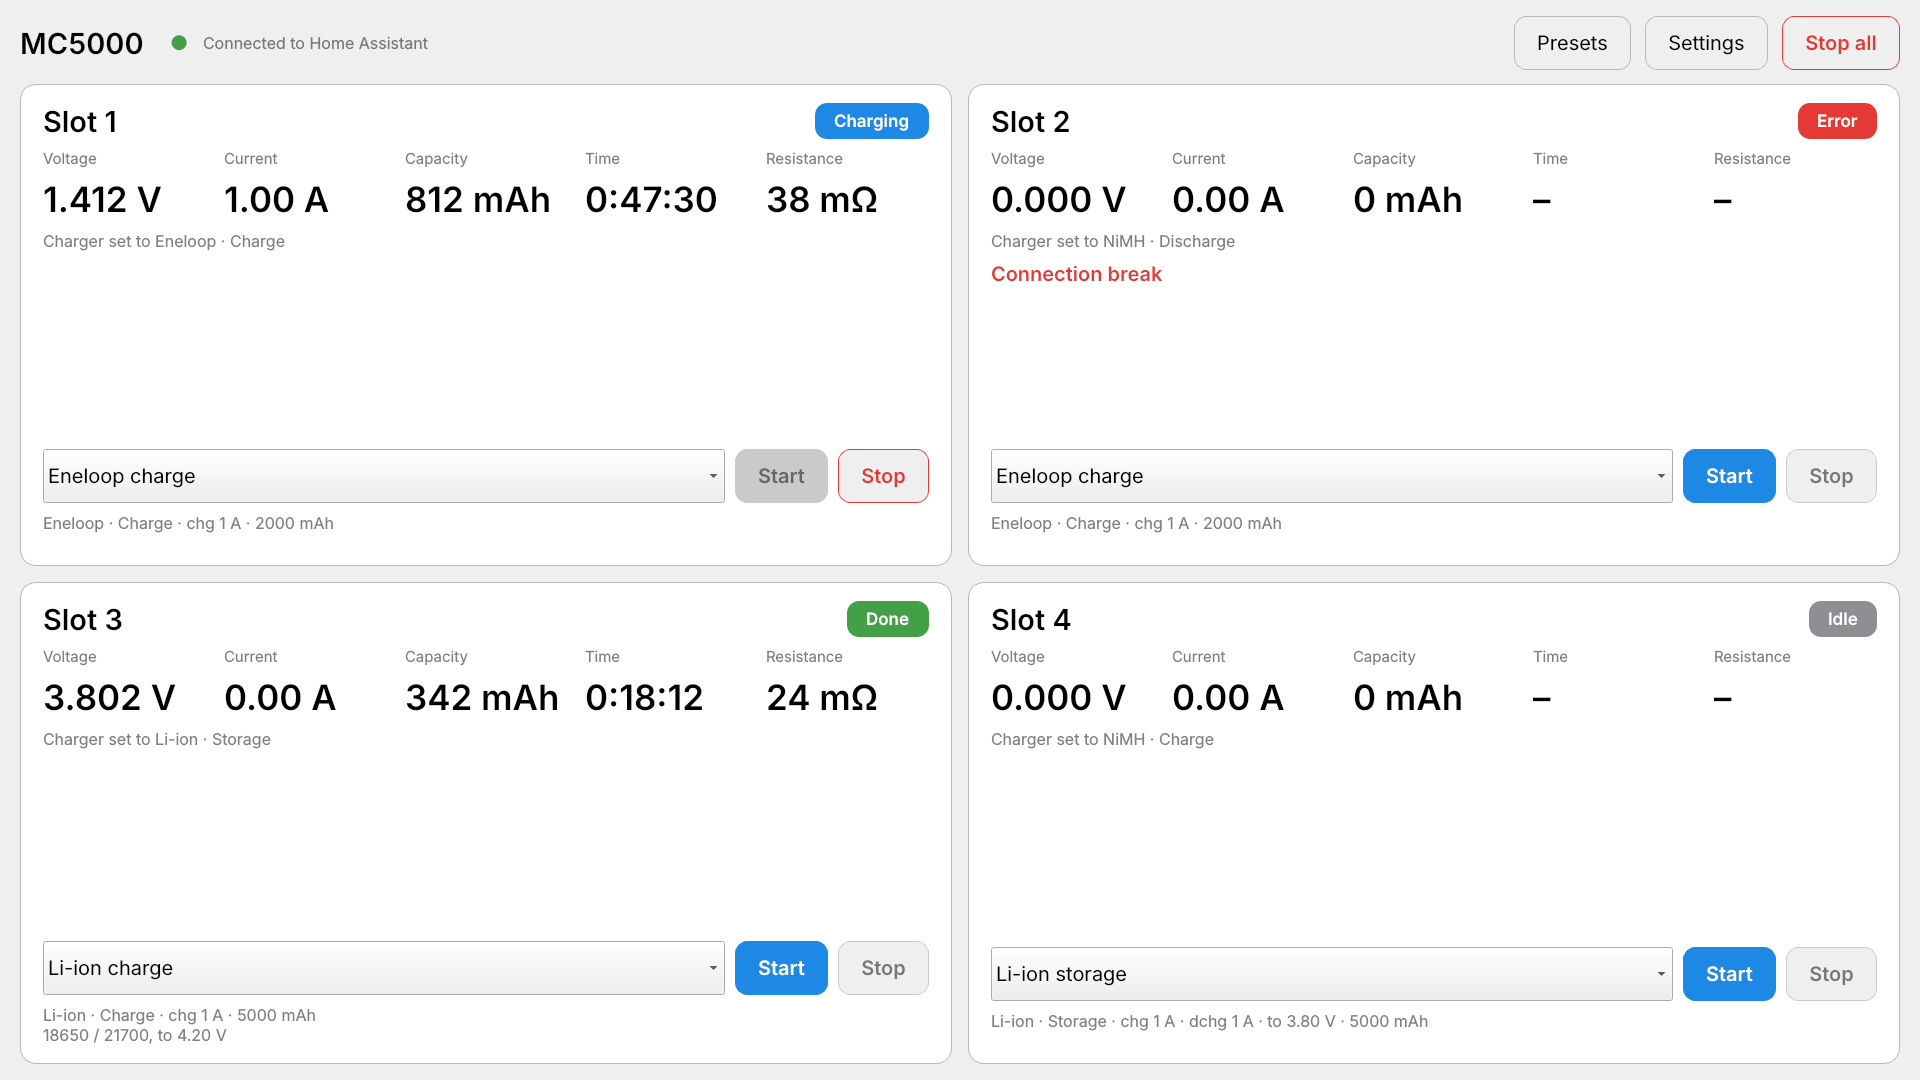 MC5000
Connected to Home Assistant
Presets
Settings
Stop all
Slot 1
Charging
Voltage
Current
Capacity
Time
Resistance
1.412 V
1.00 A
812 mAh
0:47:30
38 mΩ
Charger set to Eneloop · Charge
Eneloop charge
Start
Stop
Eneloop · Charge · chg 1 A · 2000 mAh
Slot 2
Error
Voltage
Current
Capacity
Time
Resistance
0.000 V
0.00 A
0 mAh
–
–
Charger set to NiMH · Discharge
Connection break
Eneloop charge
Start
Stop
Eneloop · Charge · chg 1 A · 2000 mAh
Slot 3
Done
Voltage
Current
Capacity
Time
Resistance
3.802 V
0.00 A
342 mAh
0:18:12
24 mΩ
Charger set to Li-ion · Storage
Li-ion charge
Start
Stop
Li-ion · Charge · chg 1 A · 5000 mAh
18650 / 21700, to 4.20 V
Slot 4
Idle
Voltage
Current
Capacity
Time
Resistance
0.000 V
0.00 A
0 mAh
–
–
Charger set to NiMH · Charge
Li-ion storage
Start
Stop
Li-ion · Storage · chg 1 A · dchg 1 A · to 3.80 V · 5000 mAh